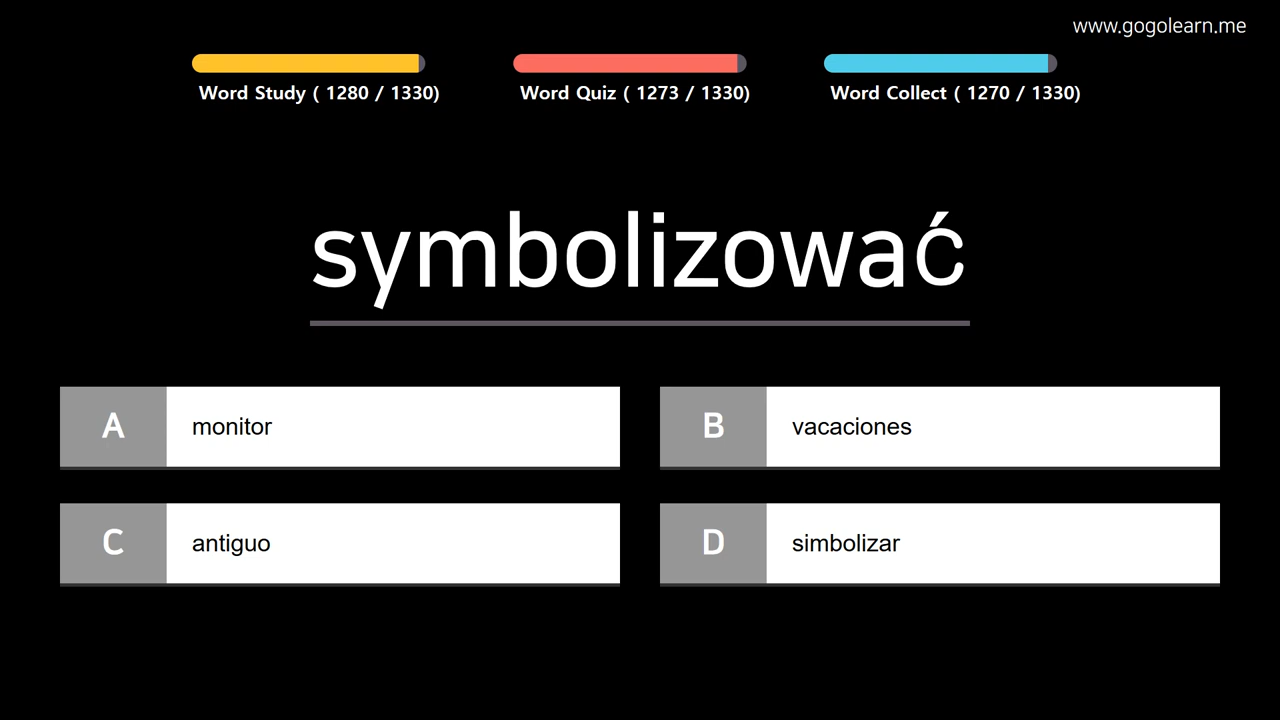 www.gogolearn.me
Word Study ( 1280 / 1330)
Word Quiz ( 1273 / 1330)
Word Collect ( 1270 / 1330)
symbolizować
A monitor
B vacaciones
C antiguo
D simbolizar